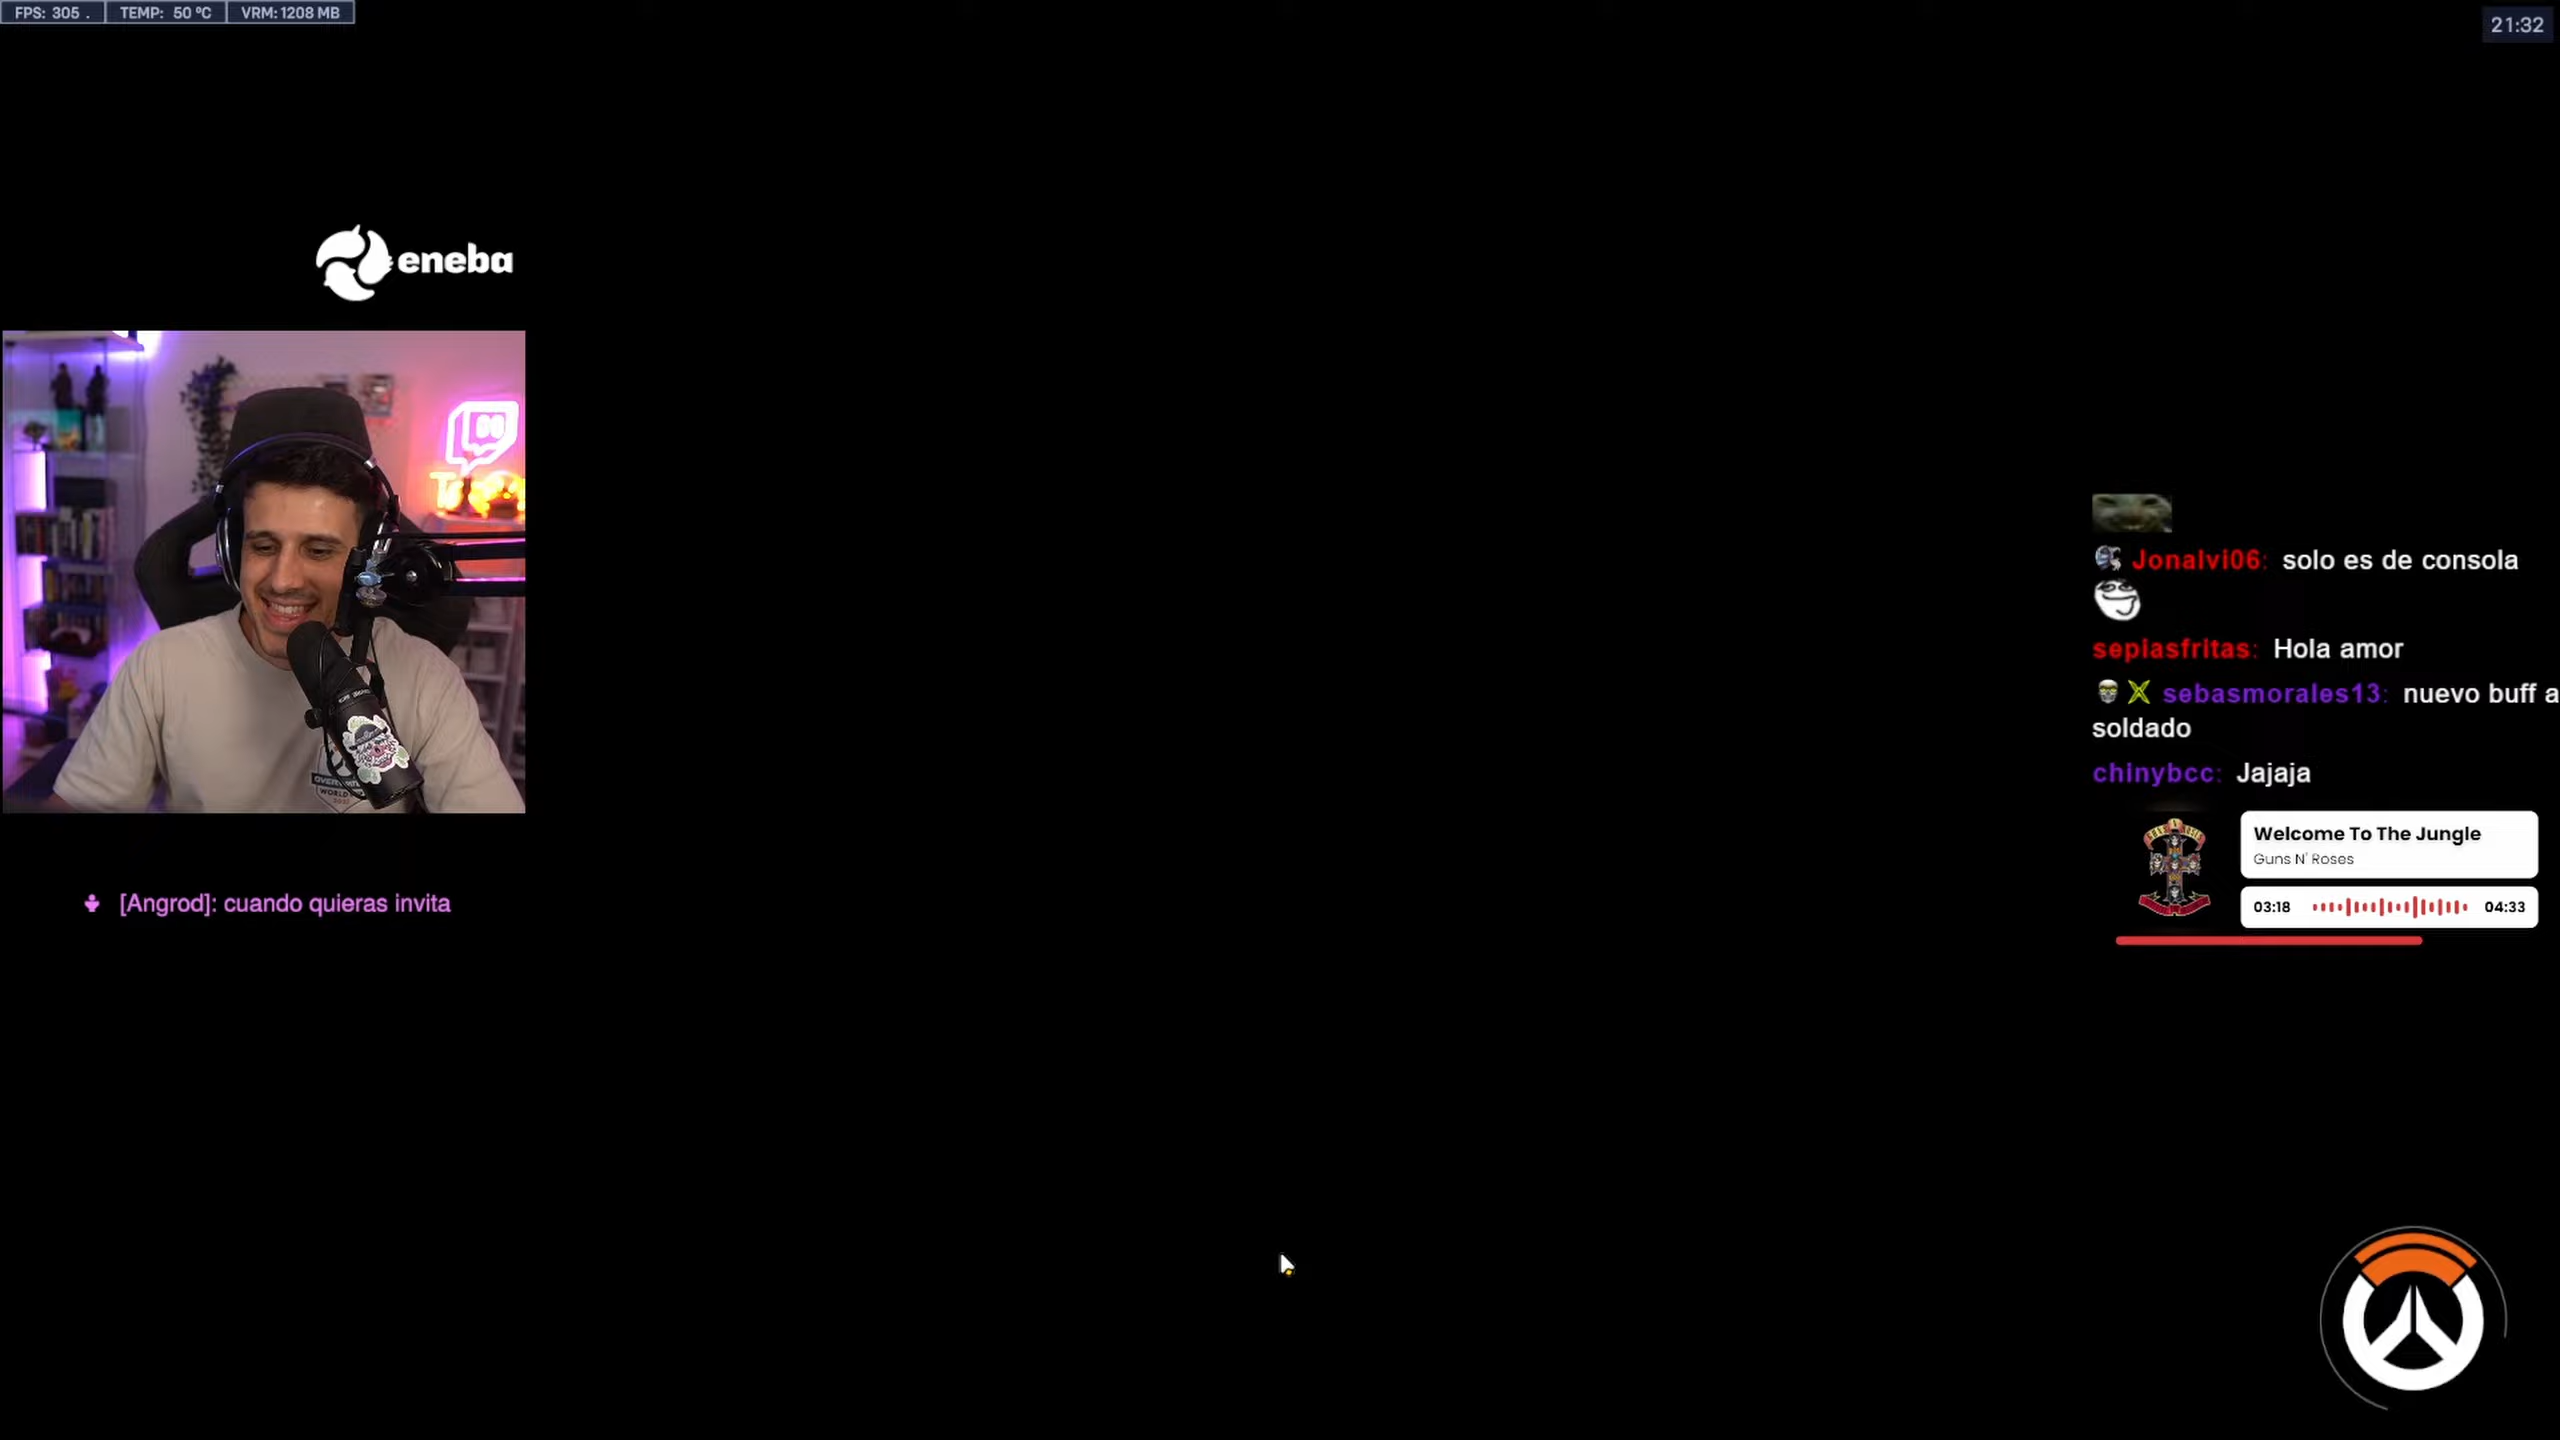 FPS: 305 .
TEMP: 50 ºC
VRM: 1208 MB
21:32
eneba
Jonalvi06: solo es de consola
sepiasfritas: Hola amor
sebasmorales13: nuevo buff a
soldado
chinybcc: Jajaja
Welcome To The Jungle
Guns N' Roses
03:18
04:33
[Angrod]: cuando quieras invita